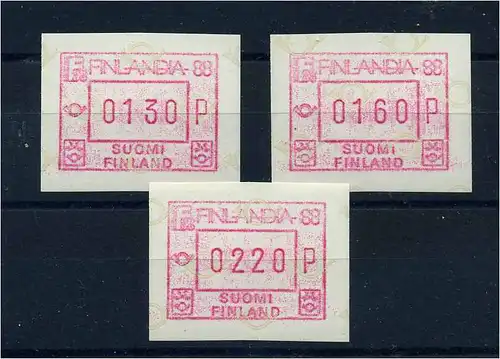 FINLANDIA-88
0130 P
SUOMI
FINLAND
FINLANDIA-88
0160 P
SUOMI
FINLAND
FINLANDIA-88
0220 P
SUOMI
FINLAND